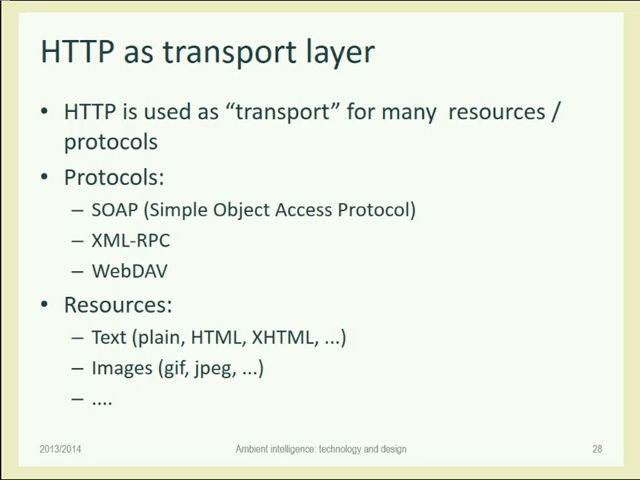 HTTP as transport layer
• HTTP is used as “transport” for many resources /
protocols
• Protocols:
– SOAP (Simple Object Access Protocol)
– XML-RPC
– WebDAV
• Resources:
– Text (plain, HTML, XHTML, ...)
– Images (gif, jpeg, ...)
– ....
2013/2014 Ambient intelligence: technology and design 28